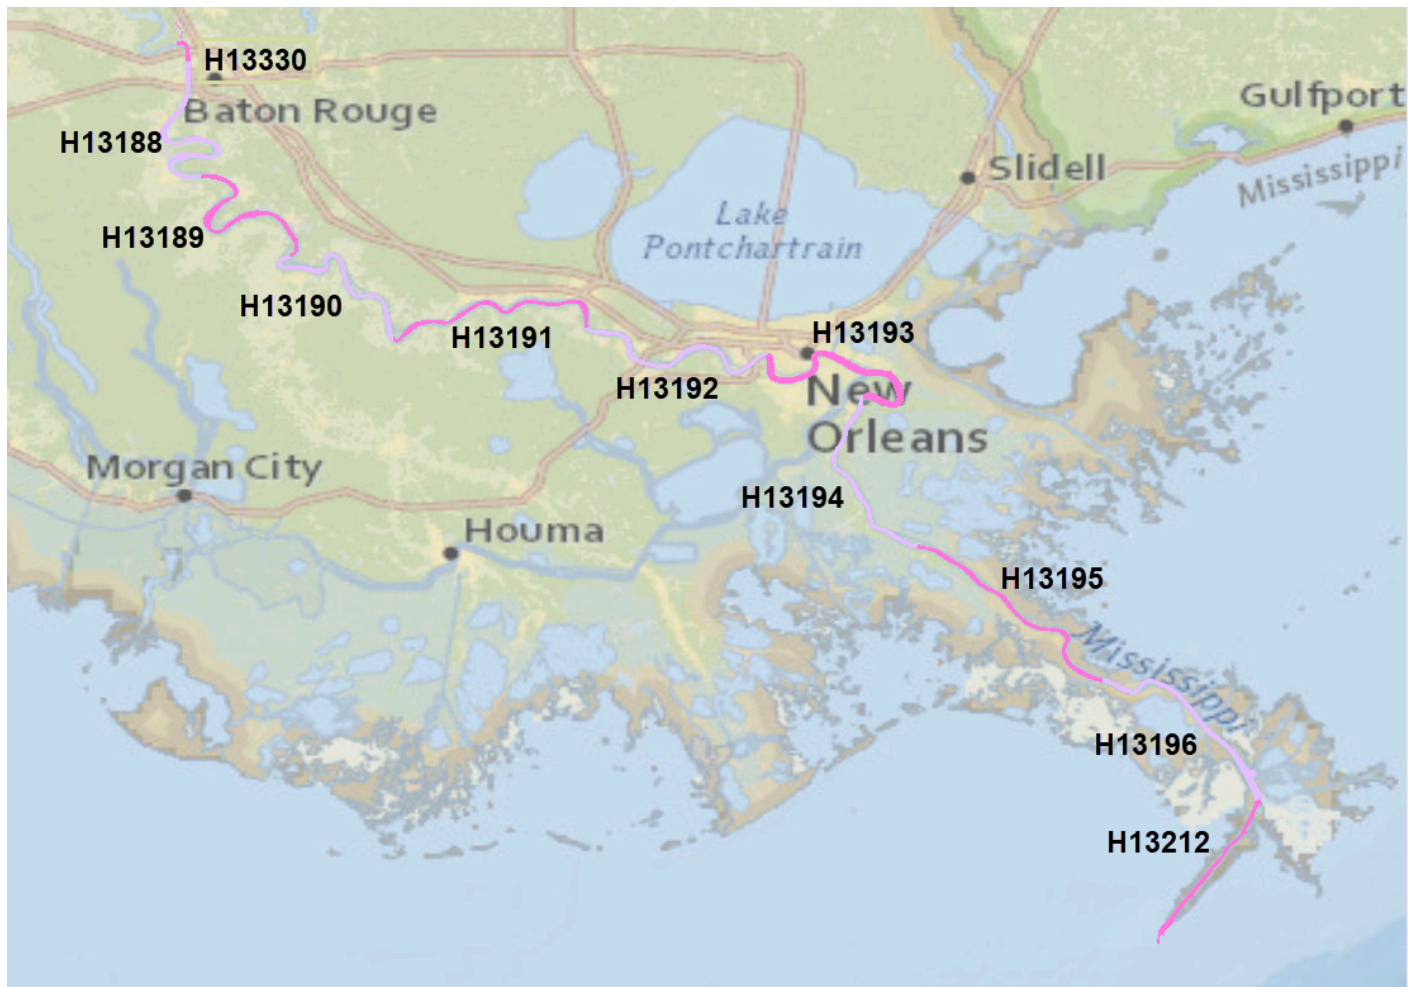 H13330
Baton Rouge
Gulfport
H13188
Slidell
Mississippi
Lake
Pontchartrain
H13189
H13190
H13191
H13193
H13192
New
Orleans
Morgan City
H13194
Houma
H13195
Mississippi
H13196
H13212